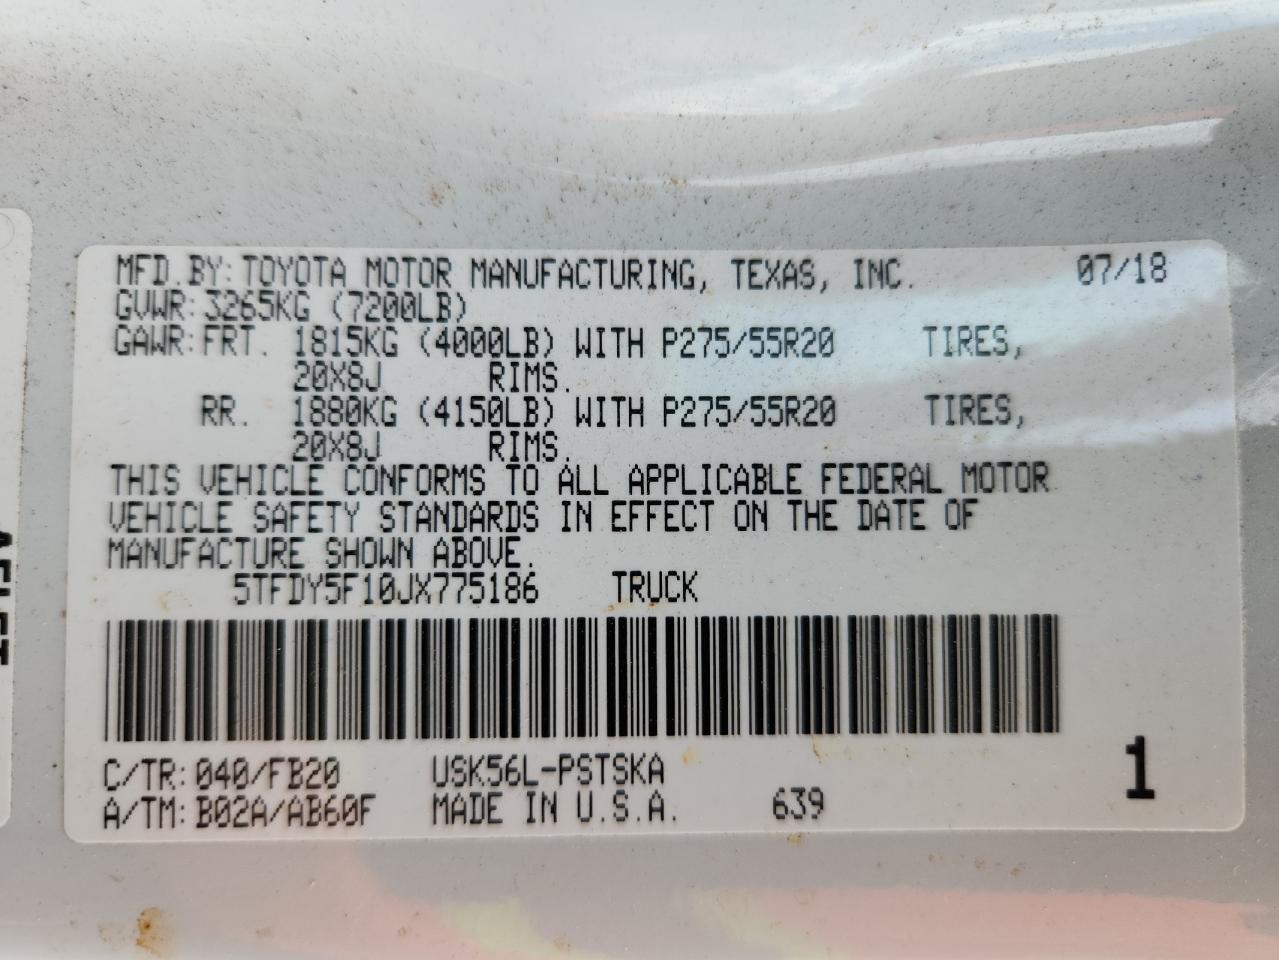 MFD.BY:TOYOTA MOTOR MANUFACTURING, TEXAS, INC. 07/18
GVWR:3265KG (7200LB)
GAWR:FRT. 1815KG (4000LB) WITH P275/55R20 TIRES,
20X8J RIMS.
RR. 1880KG (4150LB) WITH P275/55R20 TIRES,
20X8J RIMS.
THIS VEHICLE CONFORMS TO ALL APPLICABLE FEDERAL MOTOR
VEHICLE SAFETY STANDARDS IN EFFECT ON THE DATE OF
MANUFACTURE SHOWN ABOVE.
5TFDY5F10JX775186 TRUCK
C/TR:040/FB20 USK56L-PSTSKA 1
A/TM:B02A/AB60F MADE IN U.S.A. 639